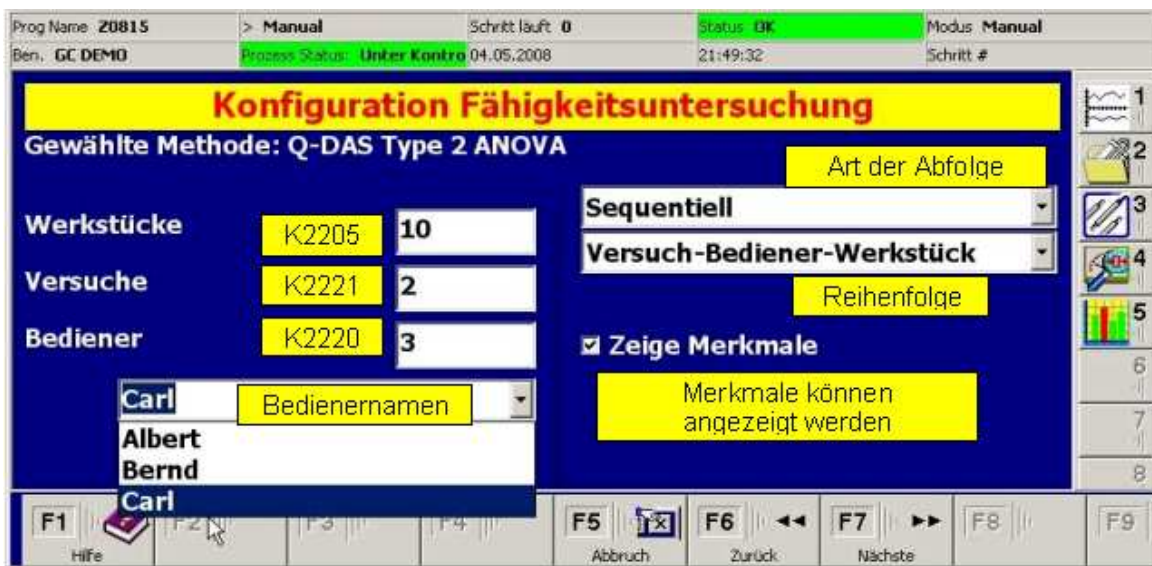 Prog Name Z0815 > Manual Schritt läuft 0 Status OK Modus Manual
Ben. GC DEMO Prozess Status: Unter Kontro 04.05.2008 21:49:32 Schritt #
Konfiguration Fähigkeitsuntersuchung
Gewählte Methode: Q-DAS Type 2 ANOVA
Art der Abfolge
Sequentiell
Werkstücke K2205 10
Versuch-Bediener-Werkstück
Versuche K2221 2
Reihenfolge
Bediener K2220 3
Zeige Merkmale
Carl Bedienernamen
Merkmale können
angezeigt werden
Albert
Bernd
Carl
1
2
3
4
5
6
7
8
F1 F2 F3 F4 F5 F6 F7 F8 F9
Hilfe Abbruch Zurück Nächste